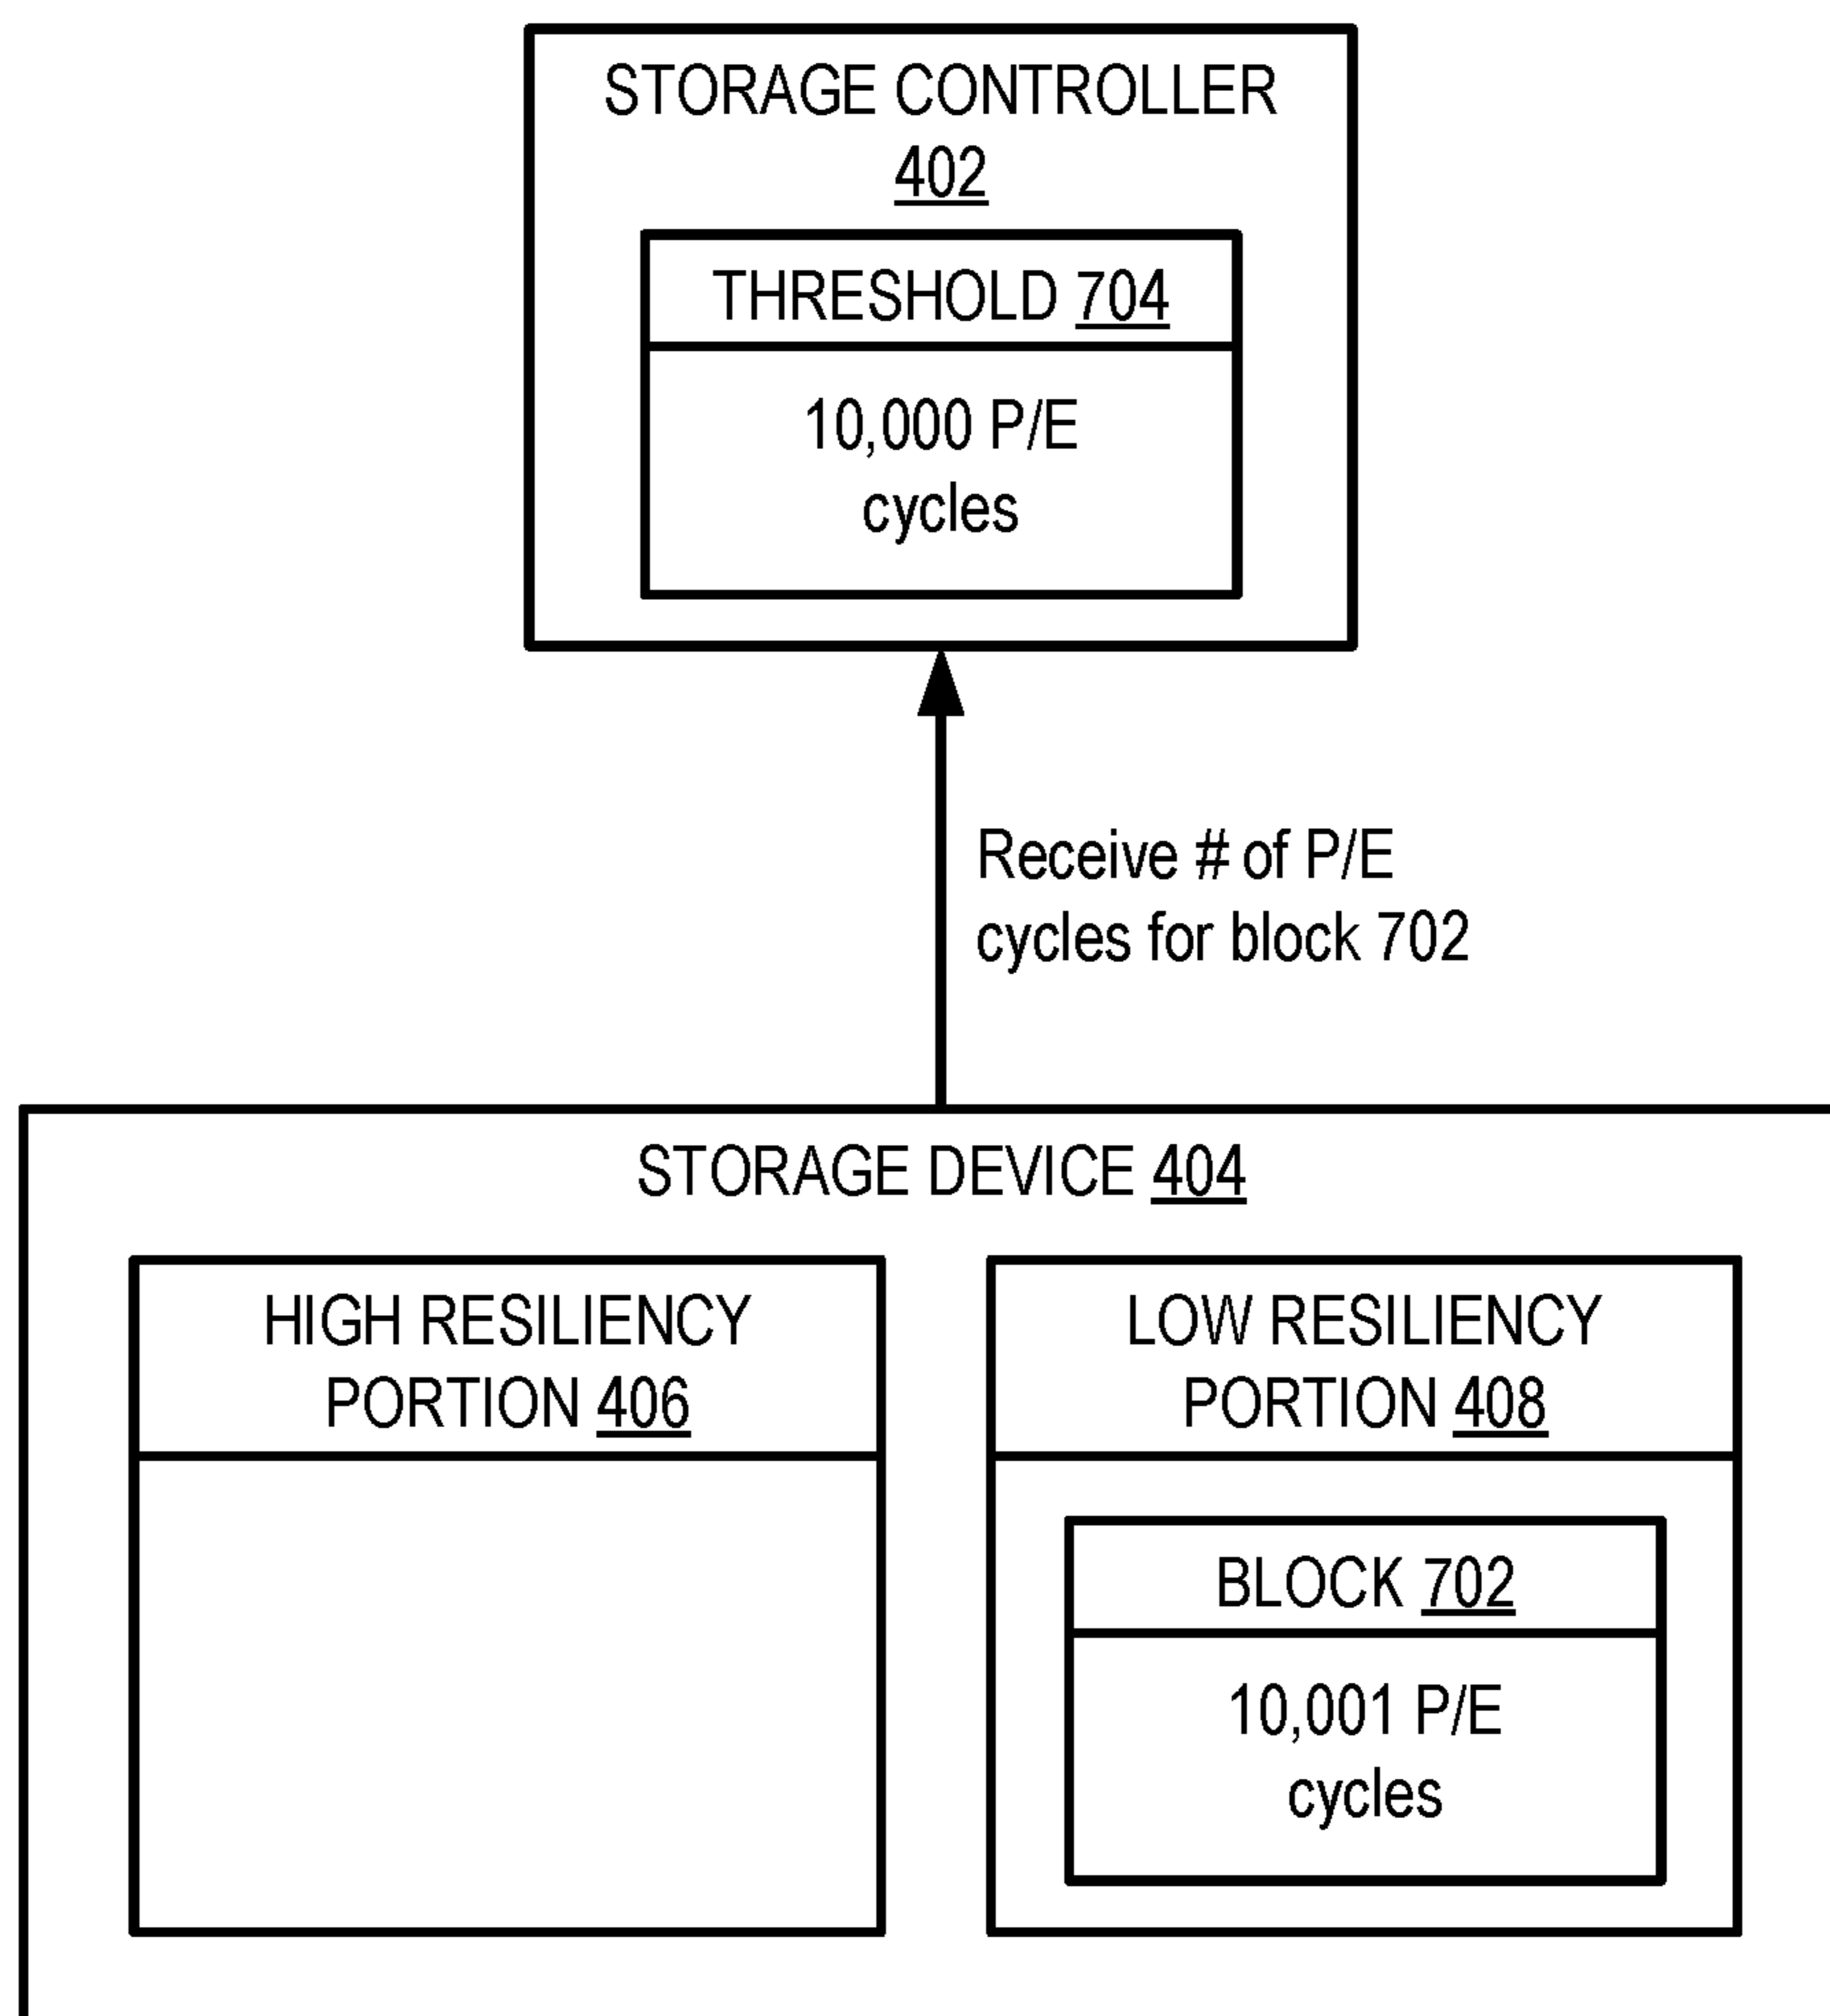 STORAGE CONTROLLER
402
THRESHOLD 704
10,000 P/E
cycles
Receive # of P/E
cycles for block 702
STORAGE DEVICE 404
HIGH RESILIENCY
PORTION 406
LOW RESILIENCY
PORTION 408
BLOCK 702
10,001 P/E
cycles